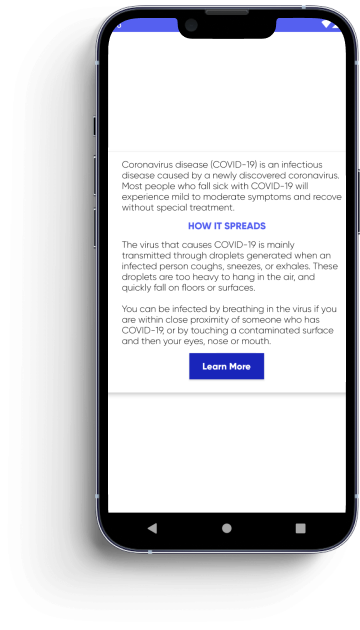 Coronavirus disease (COVID-19) is an infectious
disease caused by a newly discovered coronavirus.
Most people who fall sick with COVID-19 will
experience mild to moderate symptoms and recove
without special treatment.
HOW IT SPREADS
The virus that causes COVID-19 is mainly
transmitted through droplets generated when an
infected person coughs, sneezes, or exhales. These
droplets are too heavy to hang in the air, and
quickly fall on floors or surfaces.
You can be infected by breathing in the virus if you
are within close proximity of someone who has
COVID-19, or by touching a contaminated surface
and then your eyes, nose or mouth.
Learn More